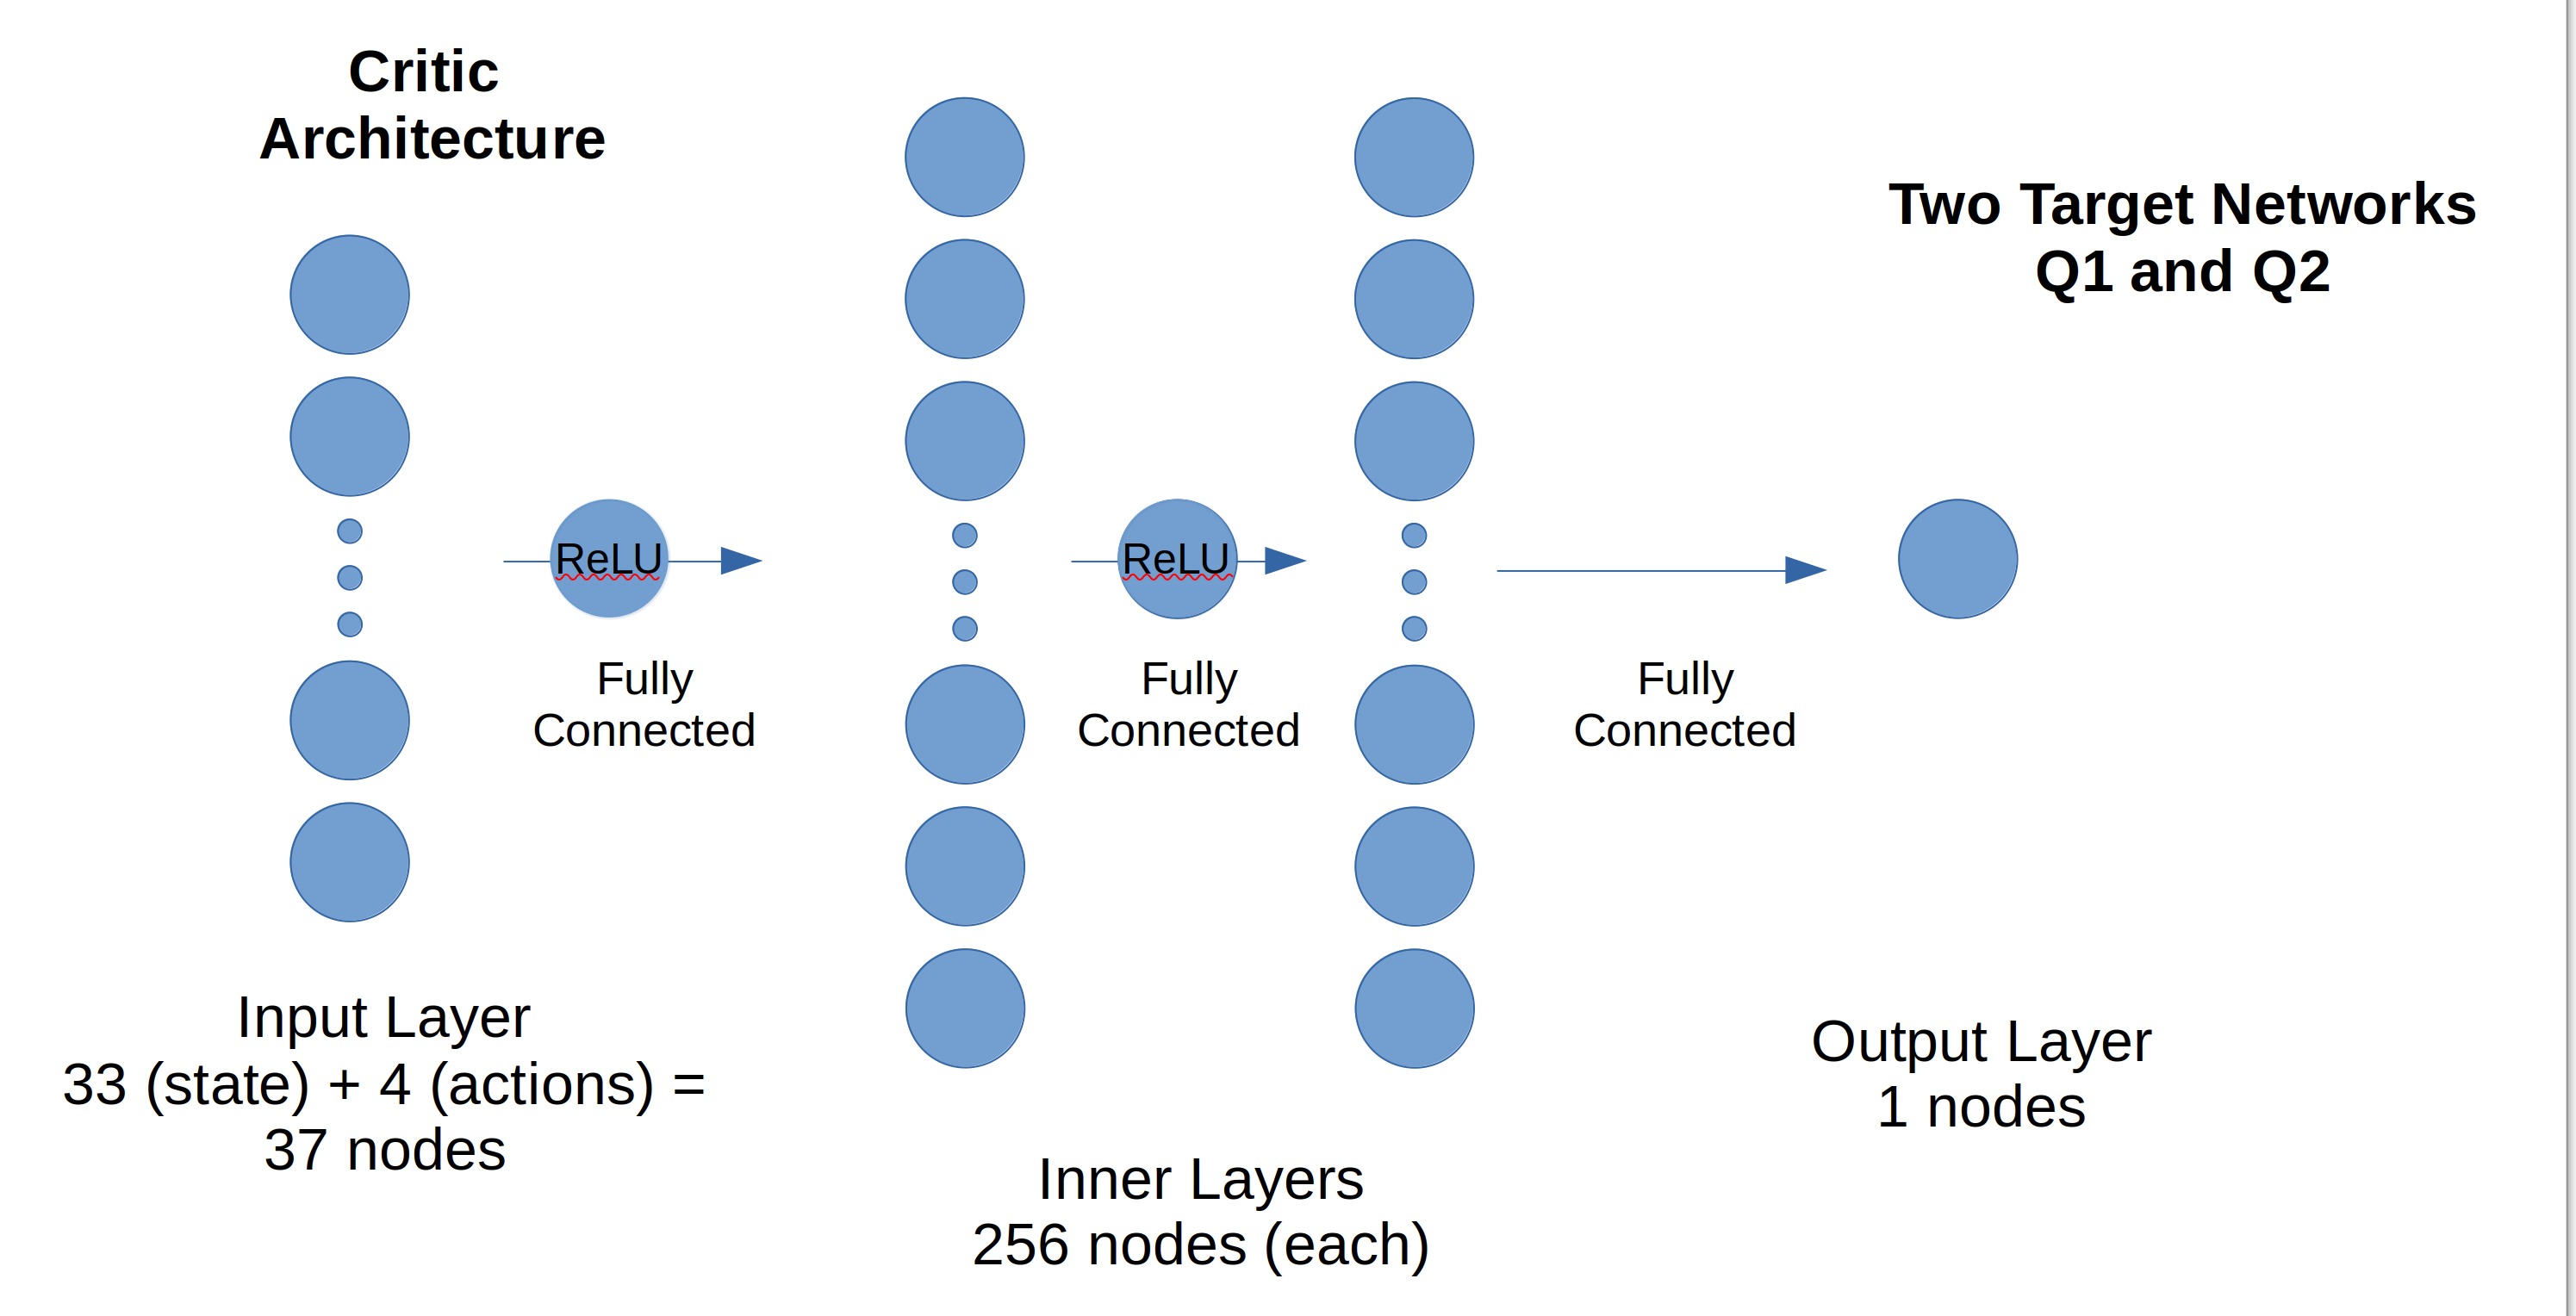 Critic
Architecture
Two Target Networks
Q1 and Q2
ReLU
ReLU
Fully
Connected
Fully
Connected
Fully
Connected
Input Layer
33 (state) + 4 (actions) =
37 nodes
Inner Layers
256 nodes (each)
Output Layer
1 nodes